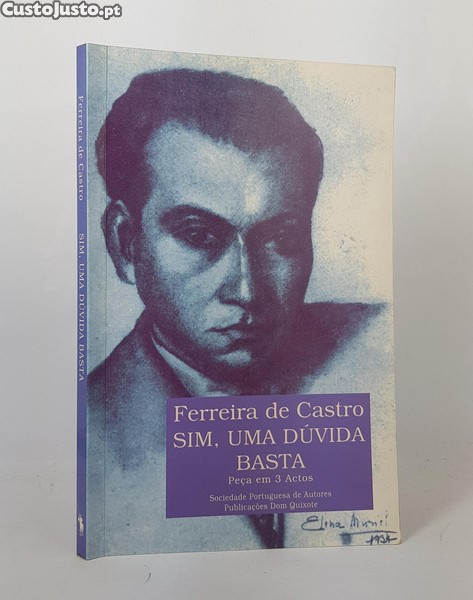 CustoJusto.pt
Ferreira de Castro SIM, UMA DÚVIDA BASTA
Ferreira de Castro
SIM, UMA DÚVIDA
BASTA
Peça em 3 Actos
Sociedade Portuguesa de Autores
Publicações Dom Quixote
Elena